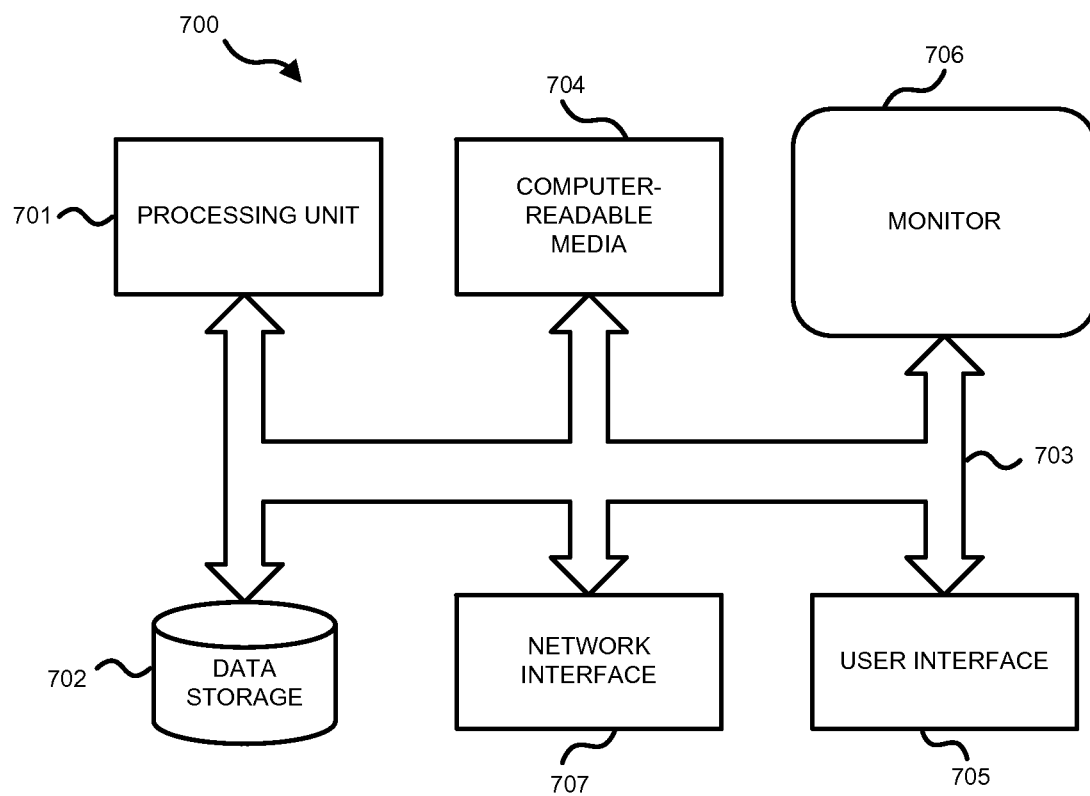 700
704
706
701
PROCESSING UNIT
COMPUTER-
READABLE
MEDIA
MONITOR
703
702
DATA
STORAGE
NETWORK
INTERFACE
USER INTERFACE
707
705